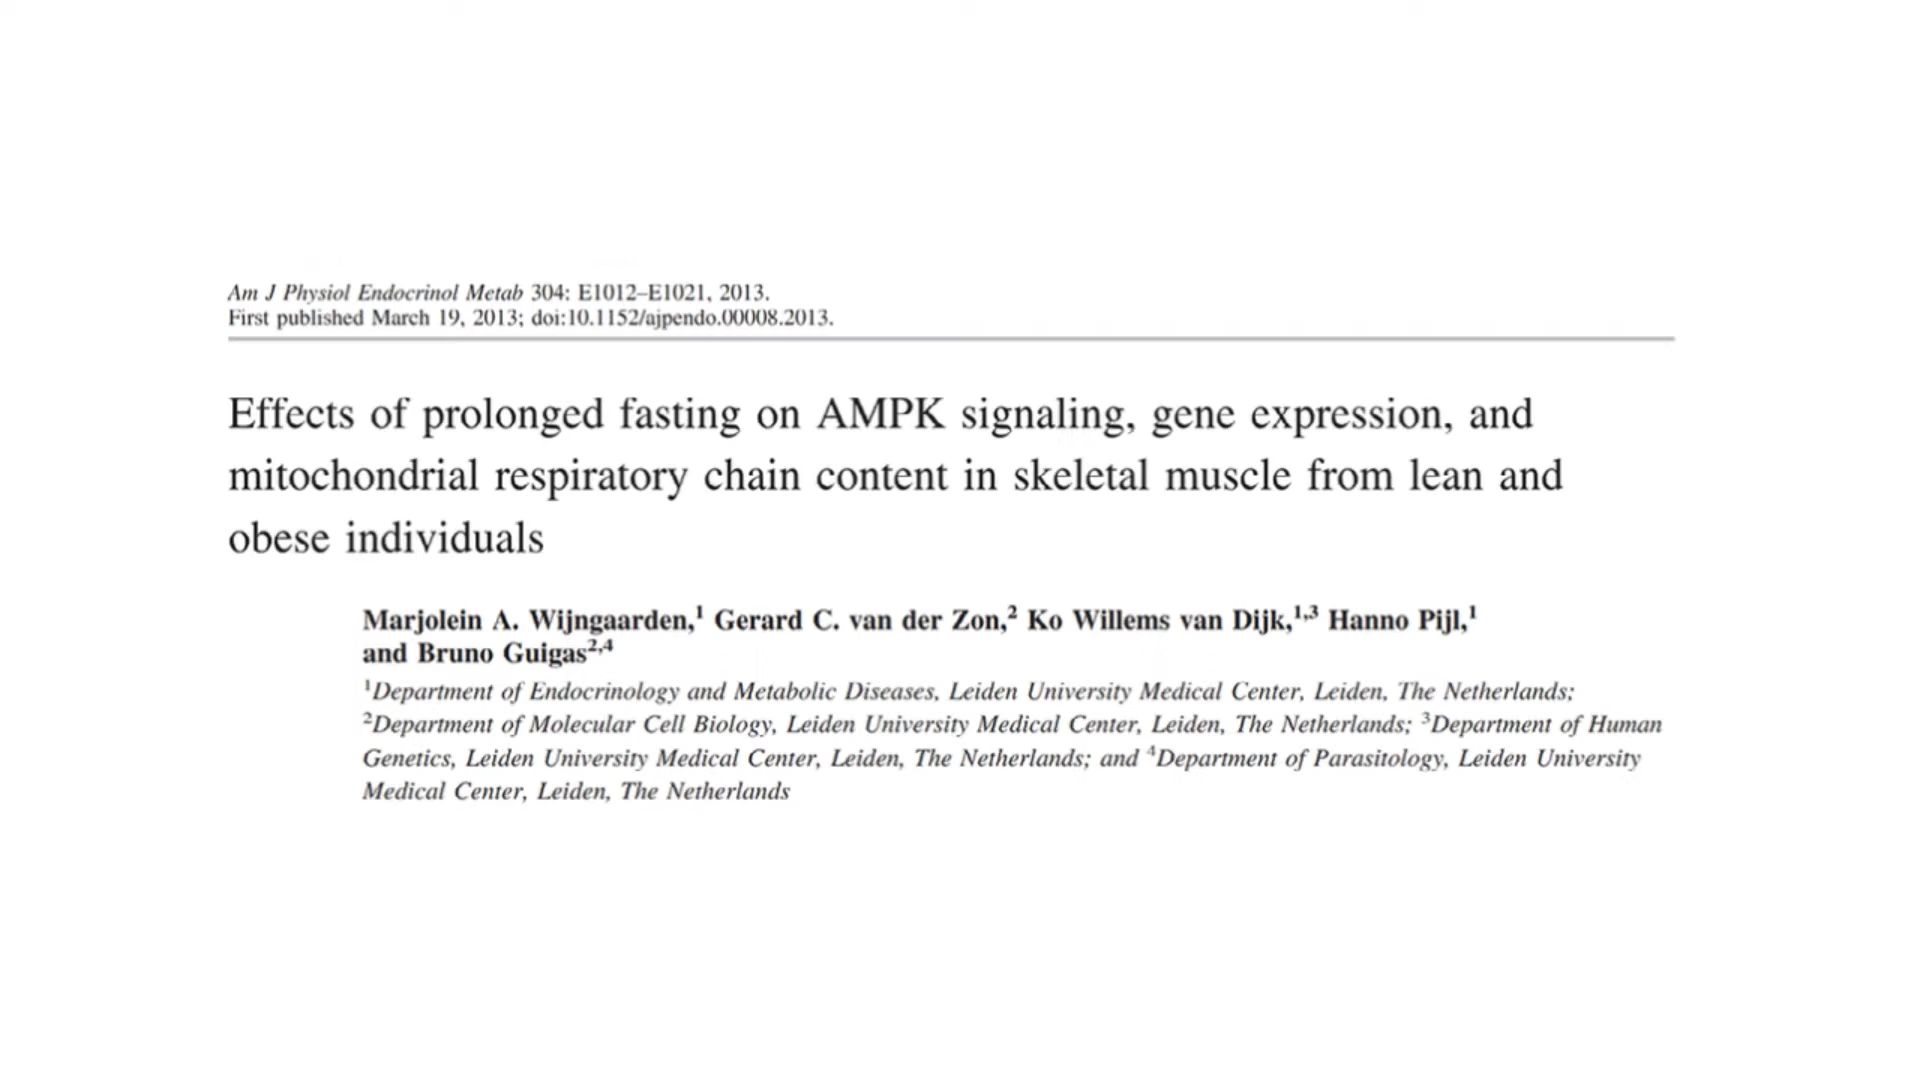 Am J Physiol Endocrinol Metab 304: E1012–E1021, 2013.
First published March 19, 2013; doi:10.1152/ajpendo.00008.2013.
Effects of prolonged fasting on AMPK signaling, gene expression, and
mitochondrial respiratory chain content in skeletal muscle from lean and
obese individuals
Marjolein A. Wijngaarden,¹ Gerard C. van der Zon,² Ko Willems van Dijk,¹,³ Hanno Pijl,¹
and Bruno Guigas²,⁴
¹Department of Endocrinology and Metabolic Diseases, Leiden University Medical Center, Leiden, The Netherlands;
²Department of Molecular Cell Biology, Leiden University Medical Center, Leiden, The Netherlands; ³Department of Human
Genetics, Leiden University Medical Center, Leiden, The Netherlands; and ⁴Department of Parasitology, Leiden University
Medical Center, Leiden, The Netherlands